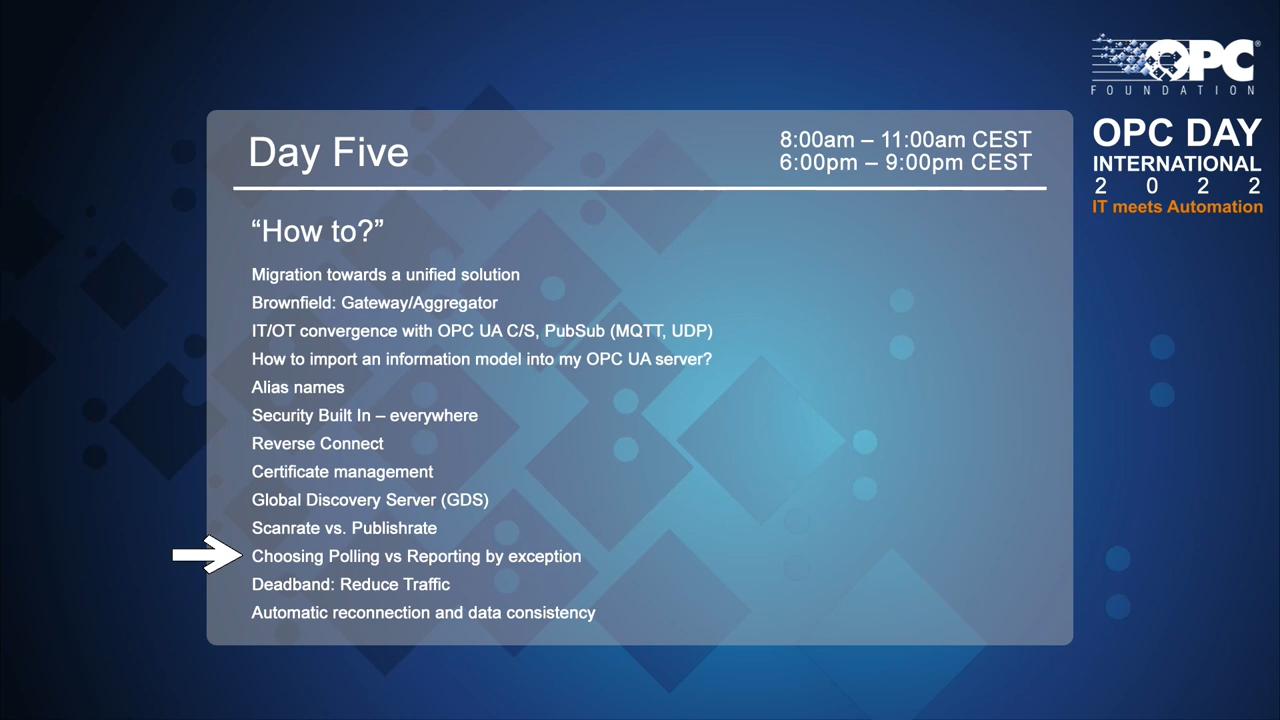 OPC®
FOUNDATION
OPC DAY
INTERNATIONAL
2 0 2 2
IT meets Automation
Day Five
8:00am – 11:00am CEST
6:00pm – 9:00pm CEST
“How to?”
Migration towards a unified solution
Brownfield: Gateway/Aggregator
IT/OT convergence with OPC UA C/S, PubSub (MQTT, UDP)
How to import an information model into my OPC UA server?
Alias names
Security Built In – everywhere
Reverse Connect
Certificate management
Global Discovery Server (GDS)
Scanrate vs. Publishrate
Choosing Polling vs Reporting by exception
Deadband: Reduce Traffic
Automatic reconnection and data consistency